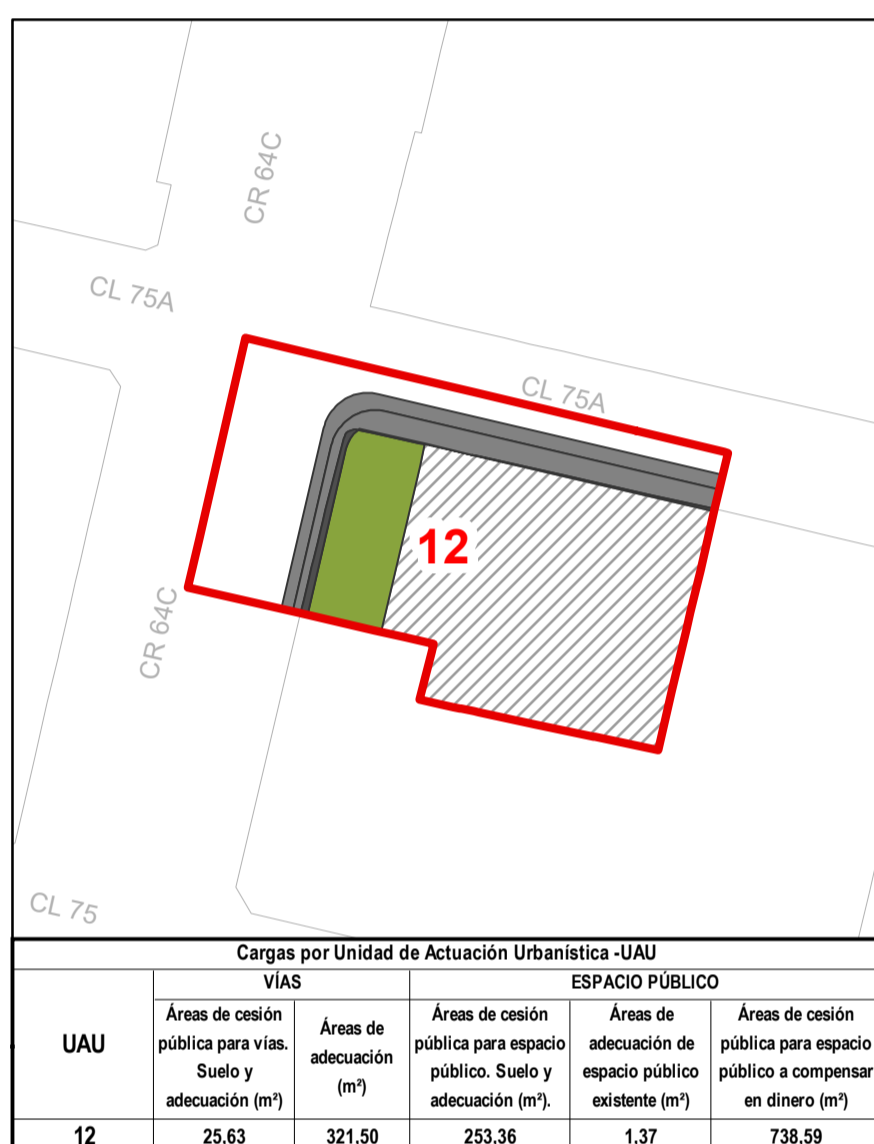 CR 64C
CL 75A
CL 75A
12
CR 64C
CL 75
Cargas por Unidad de Actuación Urbanística -UAU
UAU
VÍAS
ESPACIO PÚBLICO
Áreas de cesión
pública para vías.
Suelo y
adecuación (m²)
Áreas de
adecuación
(m²)
Áreas de cesión
pública para espacio
público. Suelo y
adecuación (m²).
Áreas de
adecuación de
espacio público
existente (m²)
Áreas de cesión
pública para espacio
público a compensar
en dinero (m²)
12 25,63 321,50 253,36 1,37 738,59